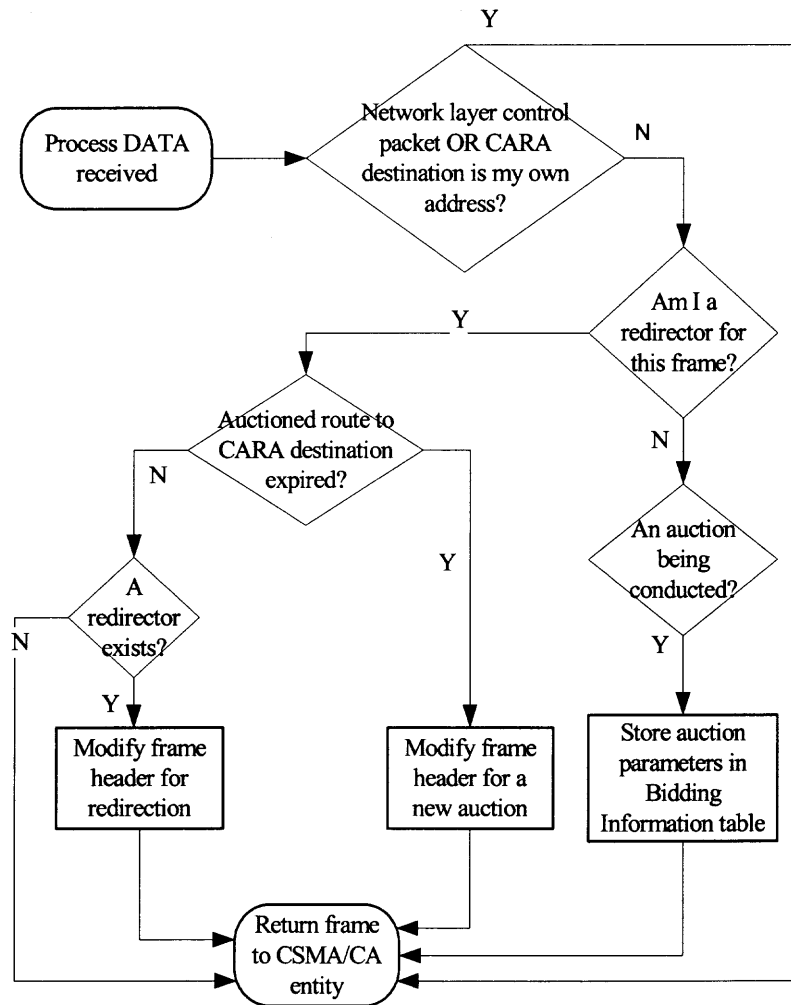 Y
Network layer control
packet OR CARA
destination is my own
address?
N
Process DATA
received
Am I a
redirector for
this frame?
Y
N
Auctioned route to
CARA destination
expired?
N
Y
An auction
being
conducted?
Y
A
redirector
exists?
N
Y
Modify frame
header for
redirection
Modify frame
header for a
new auction
Store auction
parameters in
Bidding
Information table
Return frame
to CSMA/CA
entity